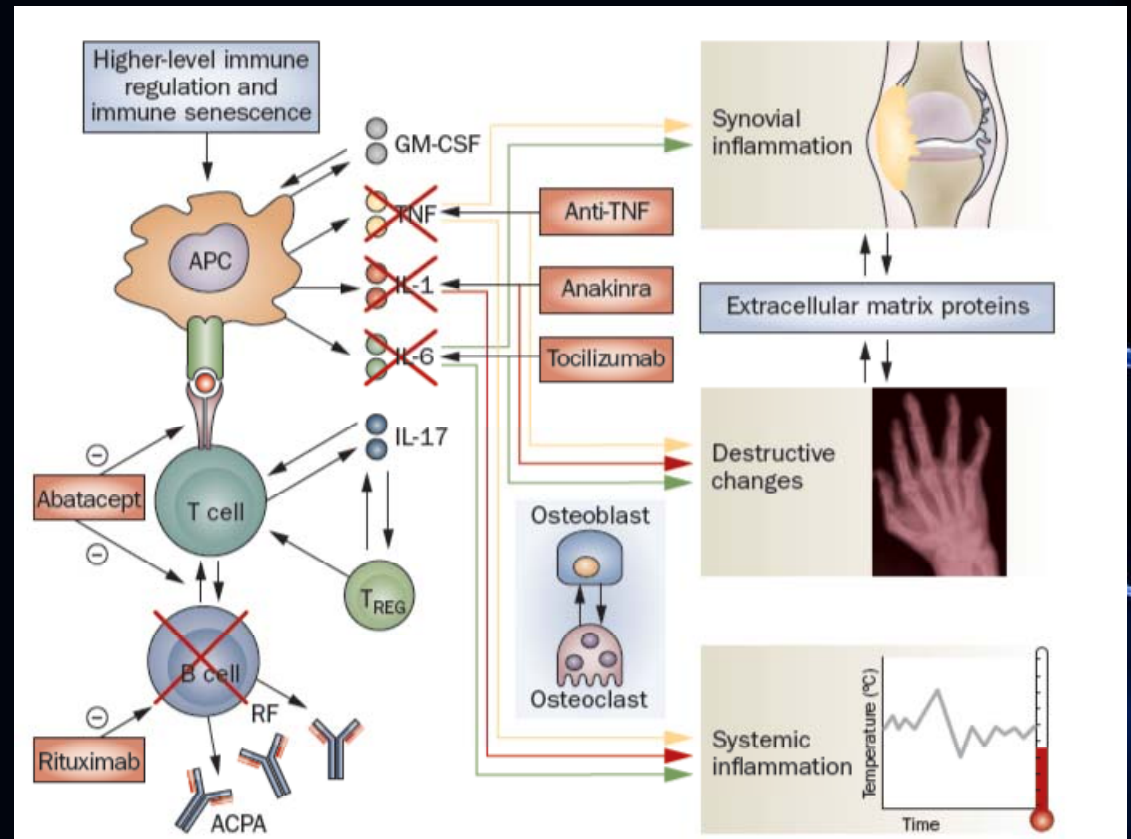 Higher-level immune
regulation and
immune senescence
GM-CSF
TNF
IL-1
IL-6
APC
Anti-TNF
Anakinra
Tocilizumab
Synovial
inflammation
Extracellular matrix proteins
Destructive
changes
IL-17
Abatacept
T cell
TREG
Osteoblast
Osteoclast
B cell
RF
Rituximab
ACPA
Systemic
inflammation
Temperature (°C)
Time